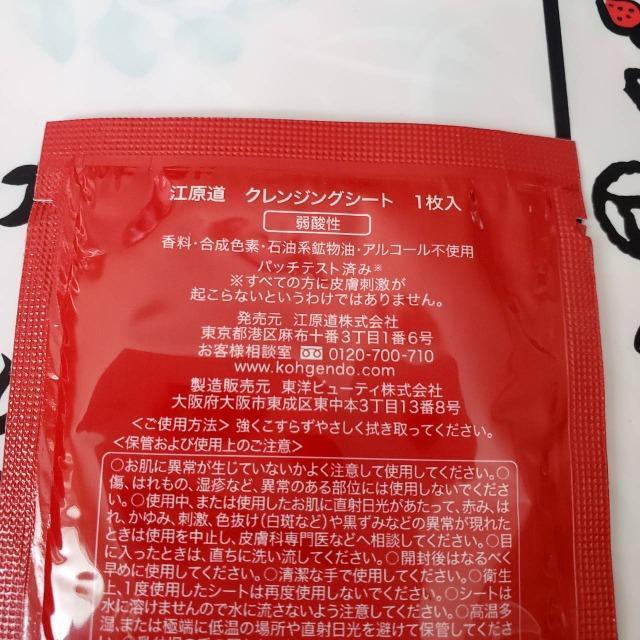 江原道 クレンジングシート 1枚入
弱酸性
香料・合成色素・石油系鉱物油・アルコール不使用
パッチテスト済み※
※すべての方に皮膚刺激が
起こらないというわけではありません。
発売元 江原道株式会社
東京都港区麻布十番3丁目1番6号
お客様相談室 0120-700-710
www.kohgendo.com
製造販売元 東洋ビューティ株式会社
大阪府大阪市東成区東中本3丁目13番8号
<ご使用方法> 強くこすらずやさしく拭き取ってください。
<保管および使用上のご注意>
○お肌に異常が生じていないかよく注意して使用してください。○
傷、はれもの、湿疹など、異常のある部位には使用しないでくださ
い。○使用中、または使用したお肌に直射日光があたって、赤み、は
れ、かゆみ、刺激、色抜け(白斑など)や黒ずみなどの異常が現れた
ときは使用を中止し、皮膚科専門医などへ相談してください。○目
に入ったときは、直ちに洗い流してください。○開封後はなるべく
早めに使用してください。○清潔な手で使用してください。○衛生
上、1度使用したシートは再度使用しないでください。○シートは
水に溶けませんので水に流さないよう注意してください。○高温多
湿、または極端に低温の場所や直射日光を避けて保管してください